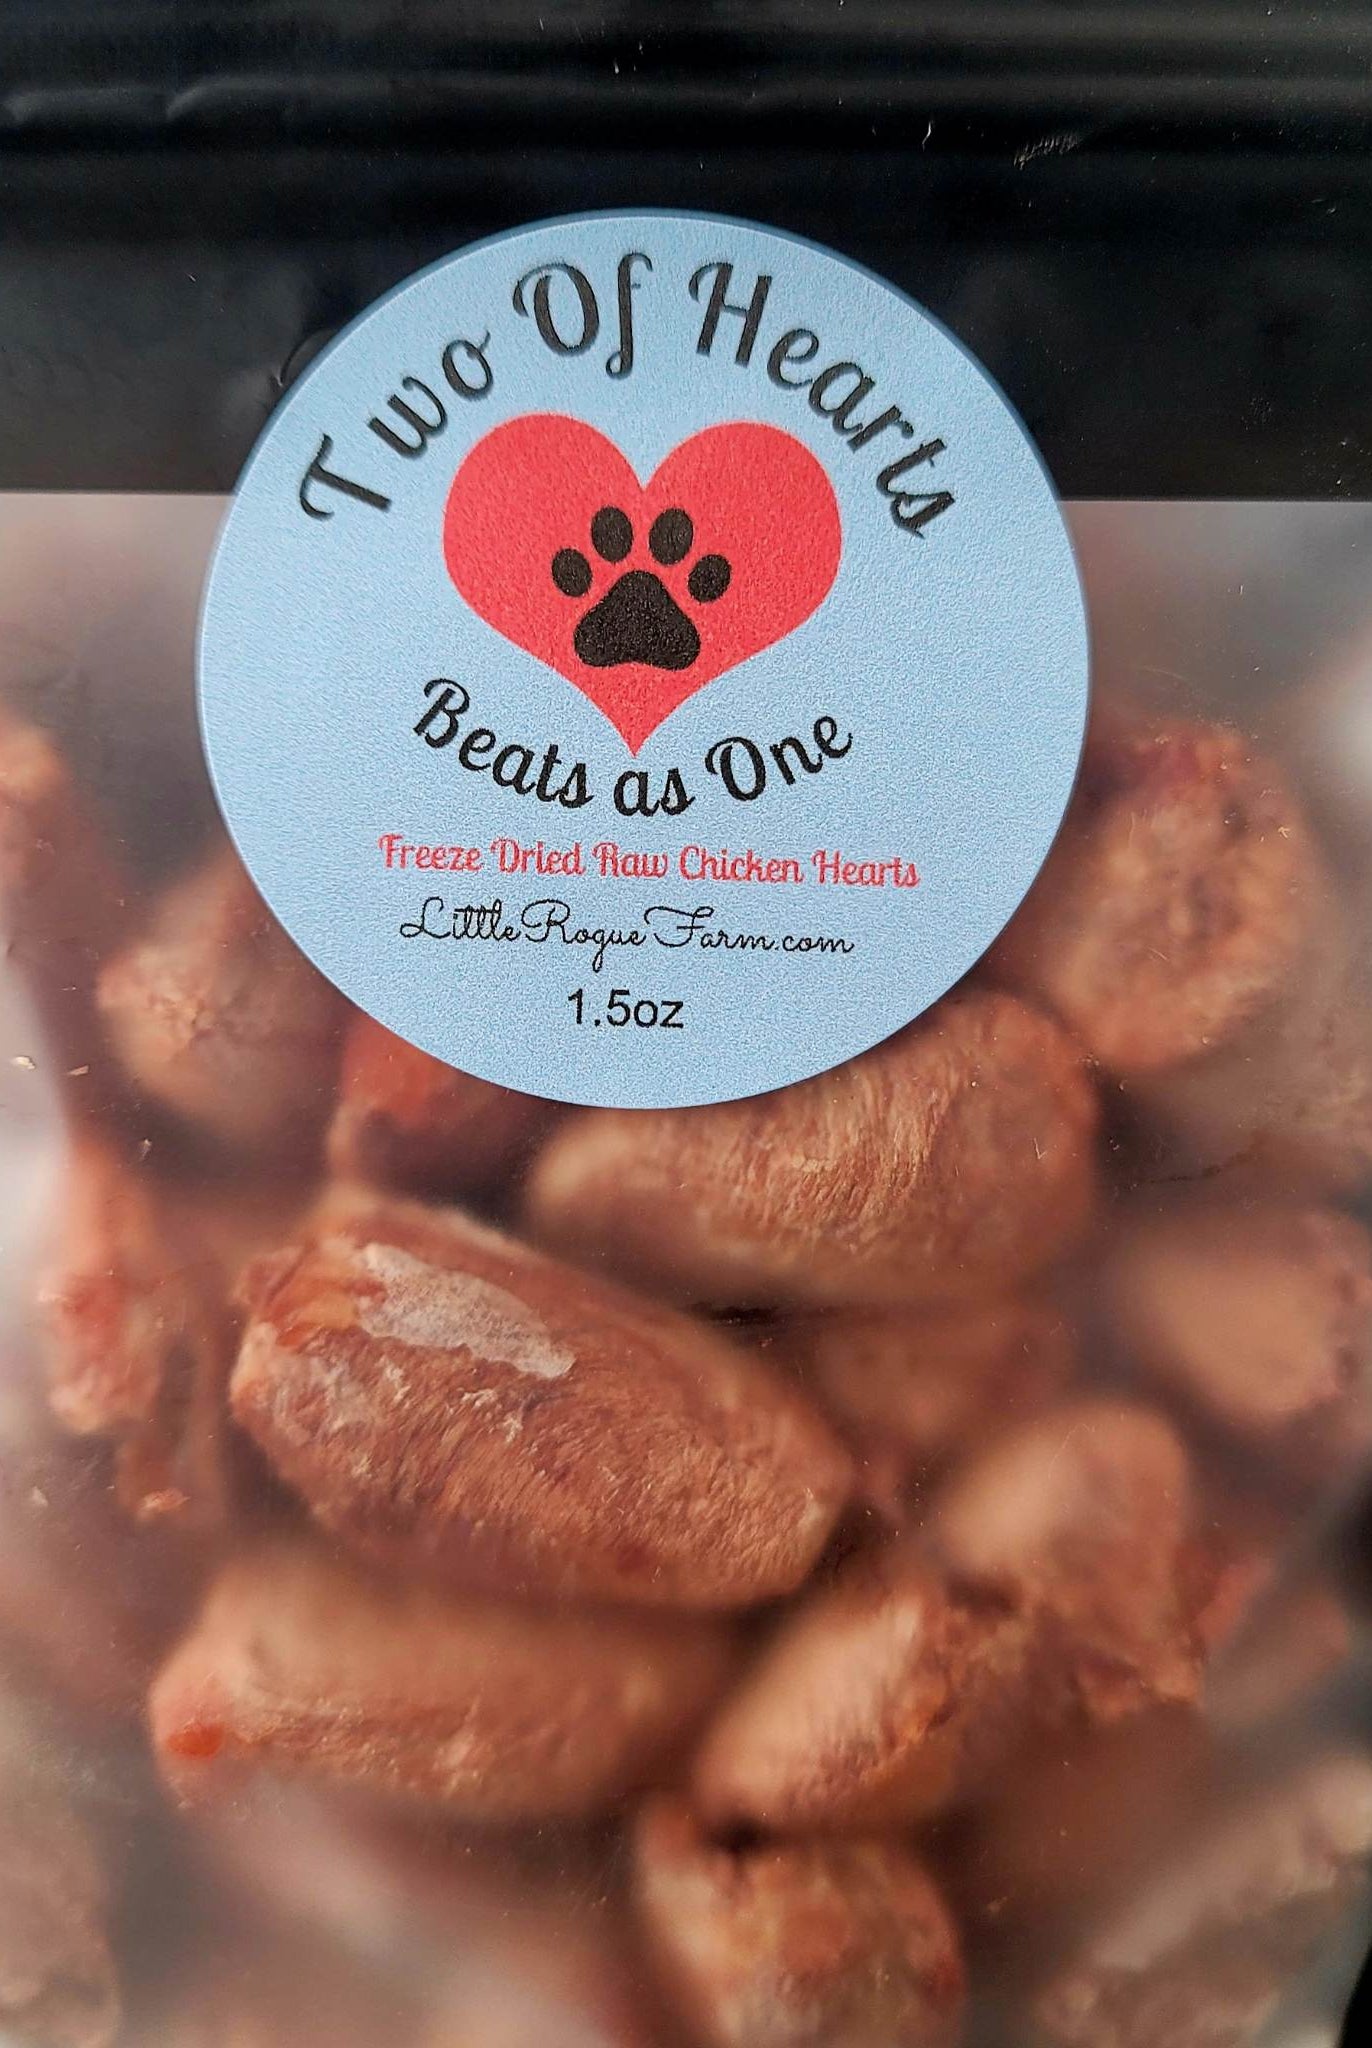 Two Of Hearts
Beats as One
Freeze Dried Raw Chicken Hearts
LittleRogueFarm.com
1.5oz